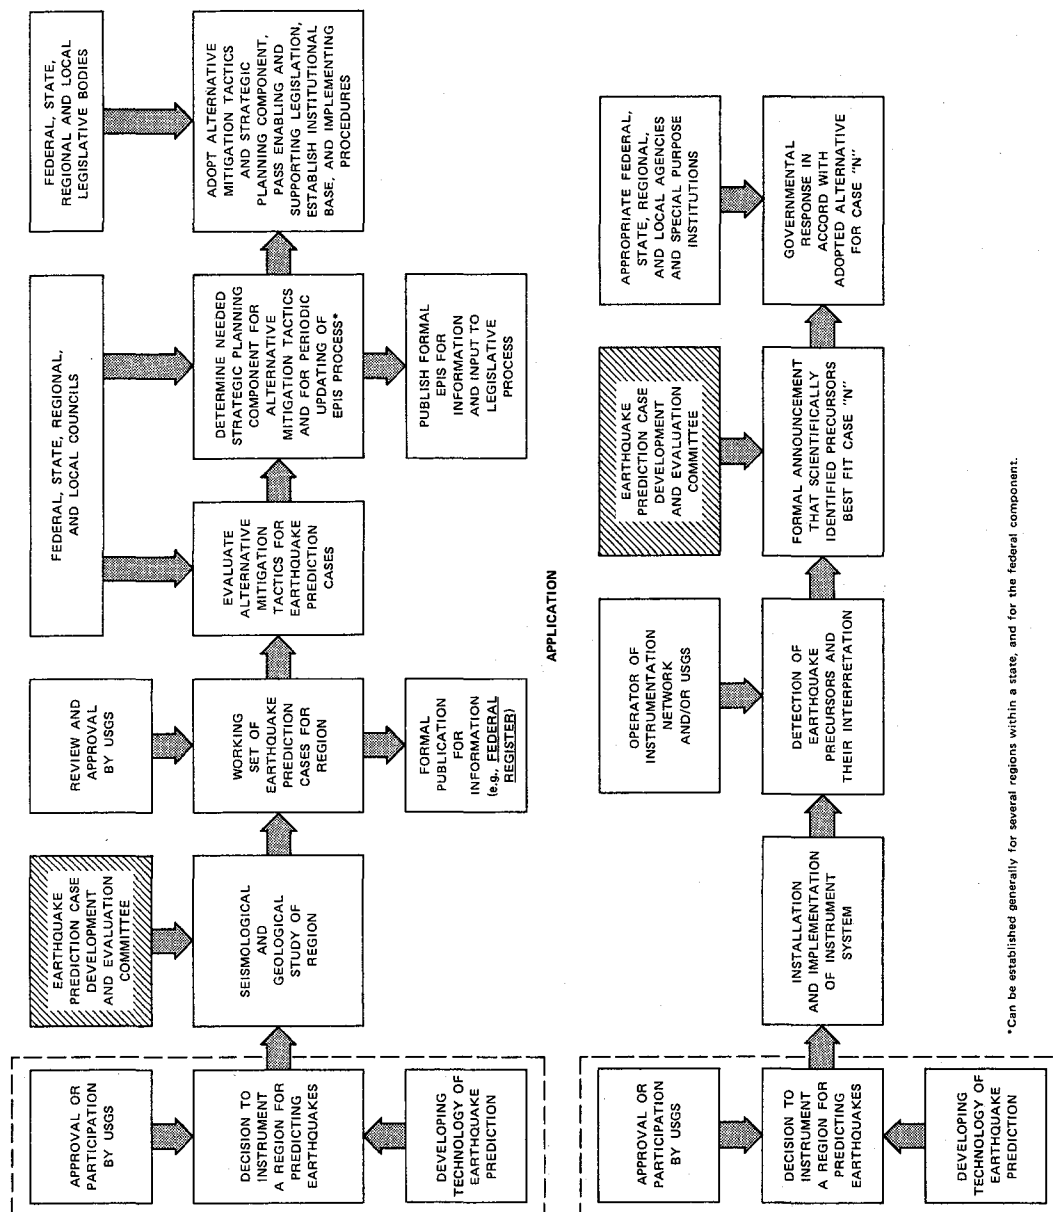 APPROVAL OR
PARTICIPATION
BY USGS
DECISION TO
INSTRUMENT
A REGION FOR
PREDICTING
EARTHQUAKES
DEVELOPING
TECHNOLOGY OF
EARTHQUAKE
PREDICTION
EARTHQUAKE
PREDICTION CASE
DEVELOPMENT
AND EVALUATION
COMMITTEE
SEISMOLOGICAL
AND
GEOLOGICAL
STUDY OF
REGION
REVIEW AND
APPROVAL
BY USGS
WORKING
SET OF
EARTHQUAKE
PREDICTION
CASES FOR
REGION
FORMAL
PUBLICATION
FOR
INFORMATION
(e.g., FEDERAL
REGISTER)
FEDERAL, STATE, REGIONAL,
AND LOCAL COUNCILS
EVALUATE
ALTERNATIVE
MITIGATION
TACTICS FOR
EARTHQUAKE
PREDICTION
CASES
DETERMINE NEEDED
STRATEGIC PLANNING
COMPONENT FOR
ALTERNATIVE
MITIGATION TACTICS
AND FOR PERIODIC
UPDATING OF
EPIS PROCESS*
PUBLISH FORMAL
EPIS FOR
INFORMATION
AND INPUT TO
LEGISLATIVE
PROCESS
FEDERAL, STATE,
REGIONAL AND LOCAL
LEGISLATIVE BODIES
ADOPT ALTERNATIVE
MITIGATION TACTICS
AND STRATEGIC
PLANNING COMPONENT,
PASS ENABLING AND
SUPPORTING LEGISLATION,
ESTABLISH INSTITUTIONAL
BASE, AND IMPLEMENTING
PROCEDURES
APPLICATION
APPROVAL OR
PARTICIPATION
BY USGS
DECISION TO
INSTRUMENT
A REGION FOR
PREDICTING
EARTHQUAKES
DEVELOPING
TECHNOLOGY OF
EARTHQUAKE
PREDICTION
INSTALLATION
AND IMPLEMENTATION
OF INSTRUMENT
SYSTEM
OPERATOR OF
INSTRUMENTATION
NETWORK
AND/OR USGS
DETECTION OF
EARTHQUAKE
PRECURSORS AND
THEIR INTERPRETATION
EARTHQUAKE
PREDICTION CASE
DEVELOPMENT
AND EVALUATION
COMMITTEE
FORMAL ANNOUNCEMENT
THAT SCIENTIFICALLY
IDENTIFIED PRECURSORS
BEST FIT CASE "N"
APPROPRIATE FEDERAL,
STATE, REGIONAL,
AND LOCAL AGENCIES
AND SPECIAL PURPOSE
INSTITUTIONS
GOVERNMENTAL
RESPONSE IN
ACCORD WITH
ADOPTED ALTERNATIVE
FOR CASE "N"
*Can be established generally for several regions within a state, and for the federal component.